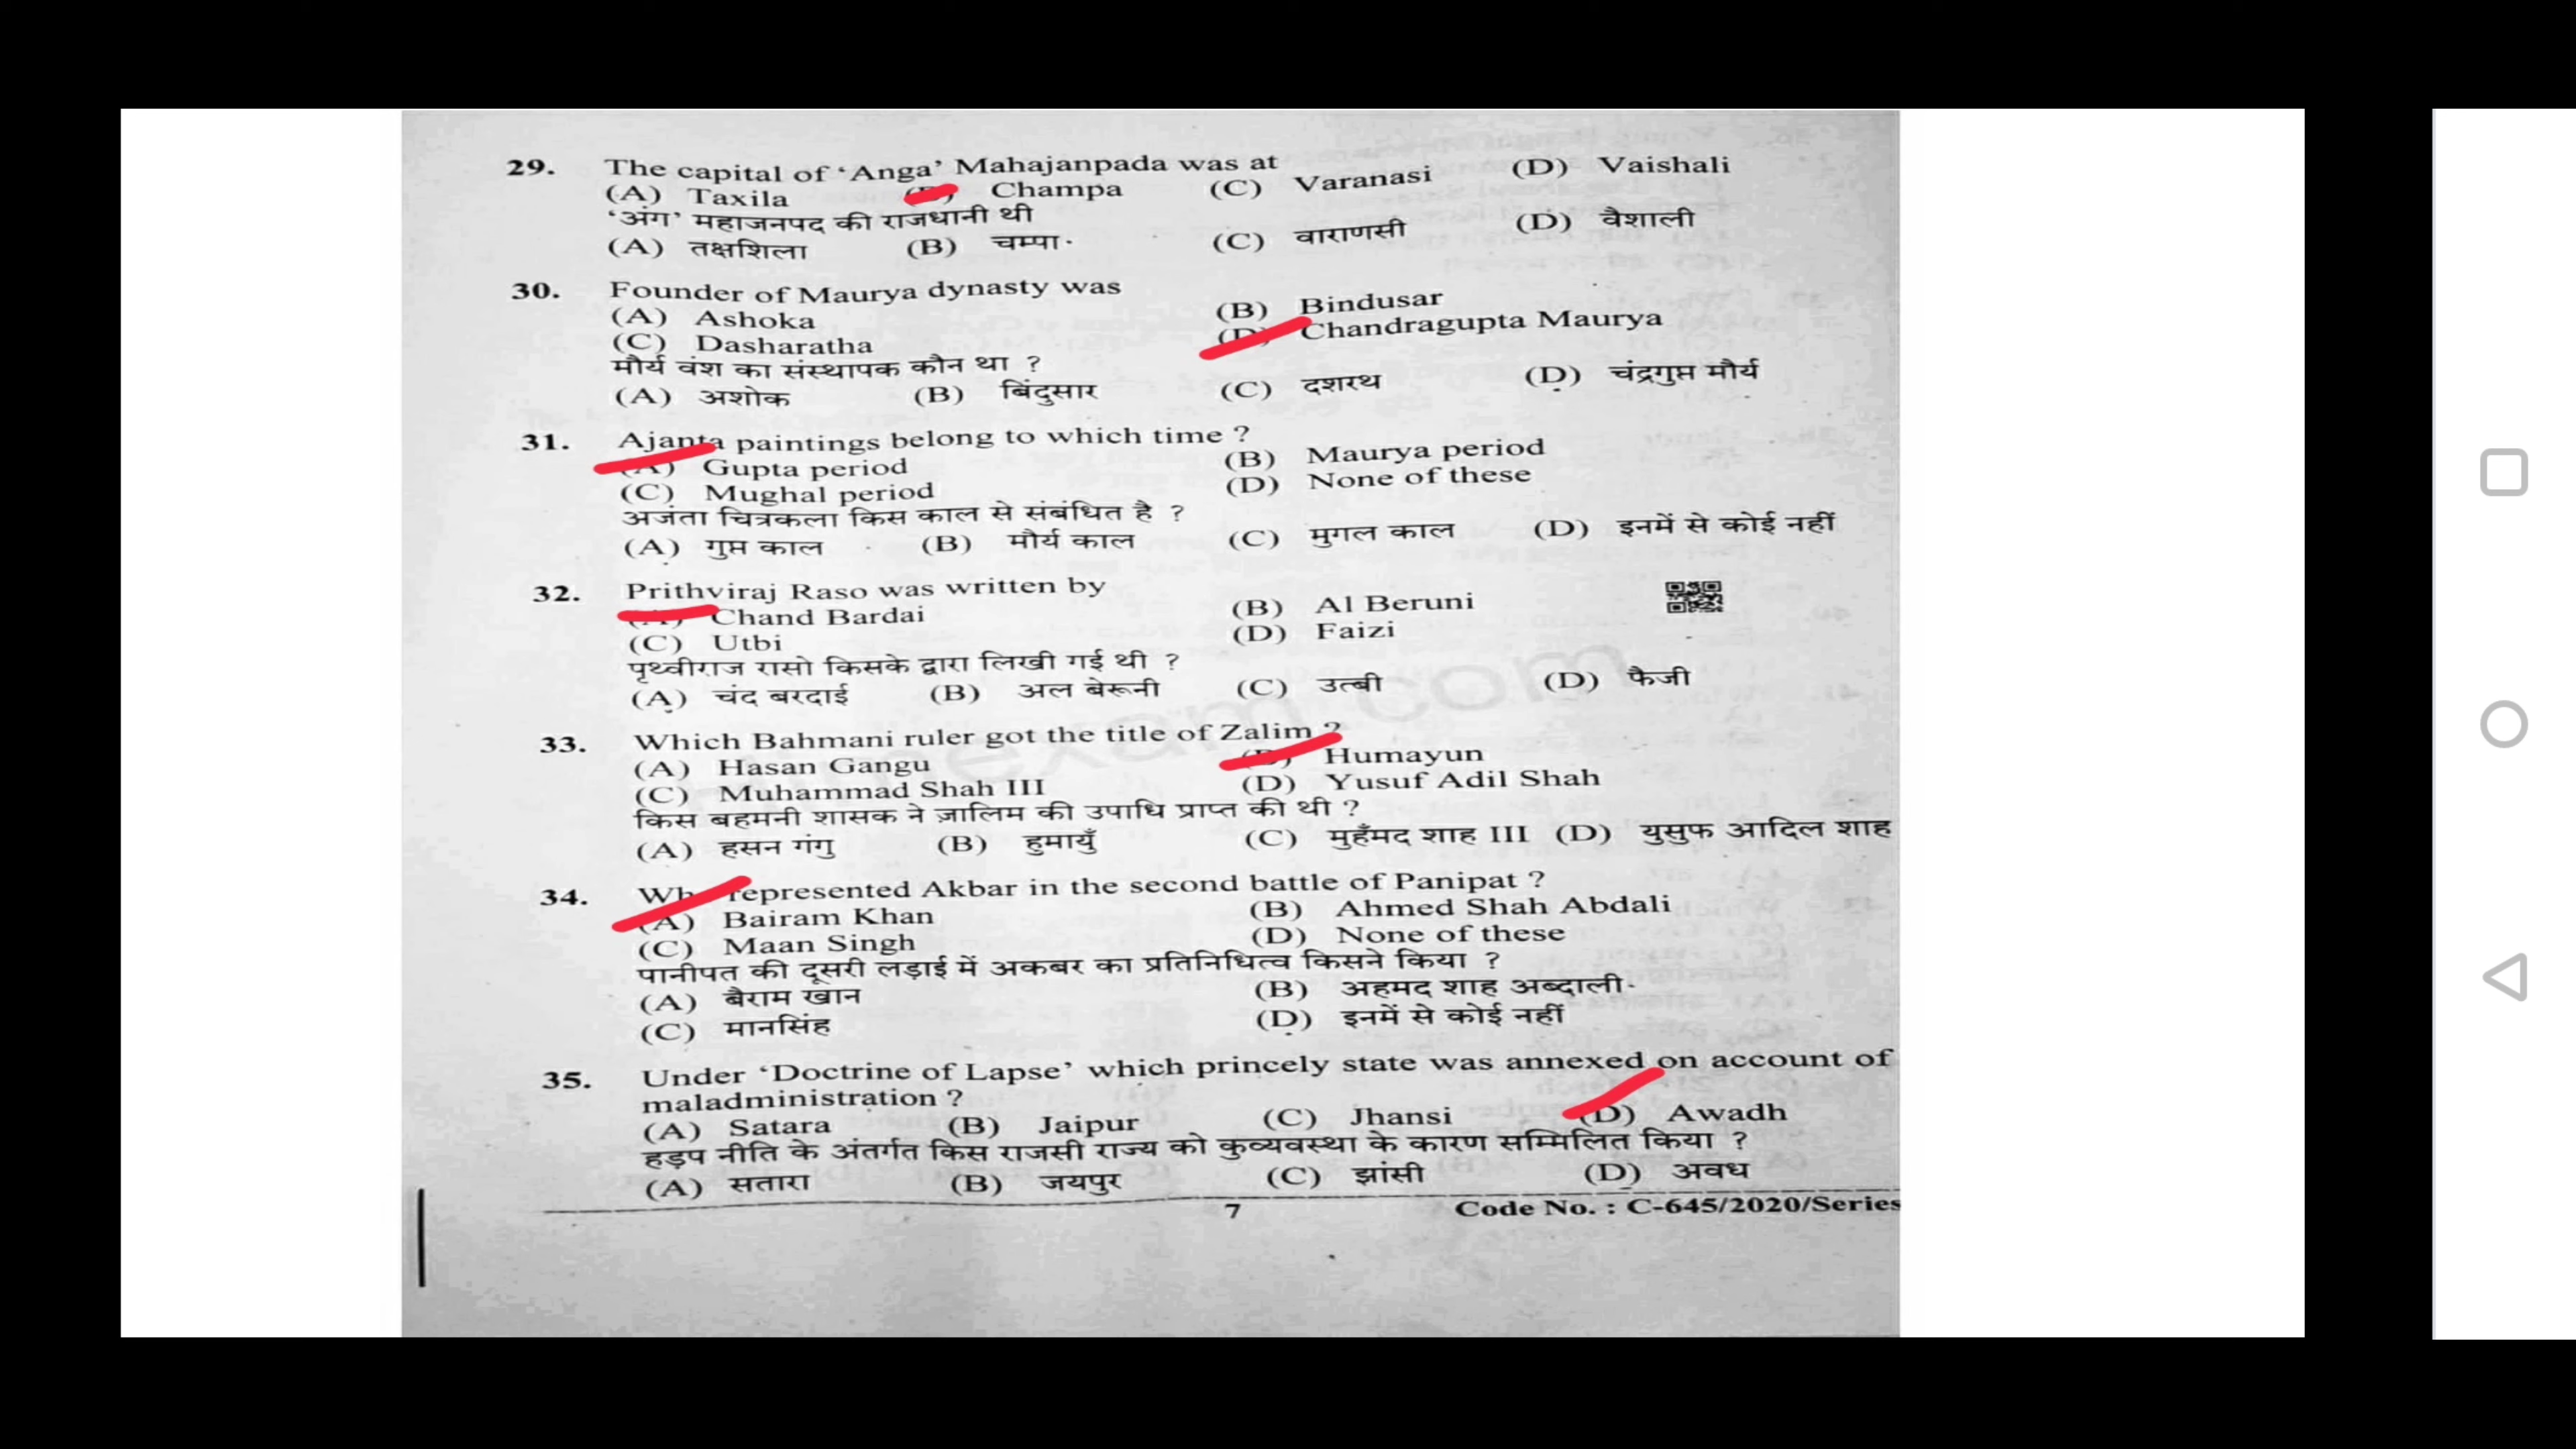 29. The capital of ‘Anga’ Mahajanpada was at
(A) Taxila Champa (C) Varanasi (D) Vaishali
‘अंग’ महाजनपद की राजधानी थी
(A) तक्षशिला (B) चम्पा (C) वाराणसी (D) वैशाली
30. Founder of Maurya dynasty was
(A) Ashoka (B) Bindusar
(C) Dasharatha (D) Chandragupta Maurya
मौर्य वंश का संस्थापक कौन था ?
(A) अशोक (B) बिंदुसार (C) दशरथ (D) चंद्रगुप्त मौर्य
31. Ajanta paintings belong to which time ?
(A) Gupta period (B) Maurya period
(C) Mughal period (D) None of these
अजंता चित्रकला किस काल से संबंधित है ?
(A) गुप्त काल (B) मौर्य काल (C) मुगल काल (D) इनमें से कोई नहीं
32. Prithviraj Raso was written by
Chand Bardai (B) Al Beruni
(C) Utbi (D) Faizi
पृथ्वीराज रासो किसके द्वारा लिखी गई थी ?
(A) चंद बरदाई (B) अल बेरूनी (C) उत्बी (D) फैजी
33. Which Bahmani ruler got the title of Zalim ?
(A) Hasan Gangu Humayun
(C) Muhammad Shah III (D) Yusuf Adil Shah
किस बहमनी शासक ने ज़ालिम की उपाधि प्राप्त की थी ?
(A) हसन गंगु (B) हुमायुँ (C) मुहँमद शाह III (D) युसुफ आदिल शाह
34. represented Akbar in the second battle of Panipat ?
(A) Bairam Khan (B) Ahmed Shah Abdali
(C) Maan Singh (D) None of these
पानीपत की दूसरी लड़ाई में अकबर का प्रतिनिधित्व किसने किया ?
(A) बैराम खान (B) अहमद शाह अब्दाली
(C) मानसिंह (D) इनमें से कोई नहीं
35. Under ‘Doctrine of Lapse’ which princely state was annexed on account of
maladministration ?
(A) Satara (B) Jaipur (C) Jhansi (D) Awadh
हड़प नीति के अंतर्गत किस राजसी राज्य को कुव्यवस्था के कारण सम्मिलित किया ?
(A) सतारा (B) जयपुर (C) झांसी (D) अवध
7 Code No. : C-645/2020/Series